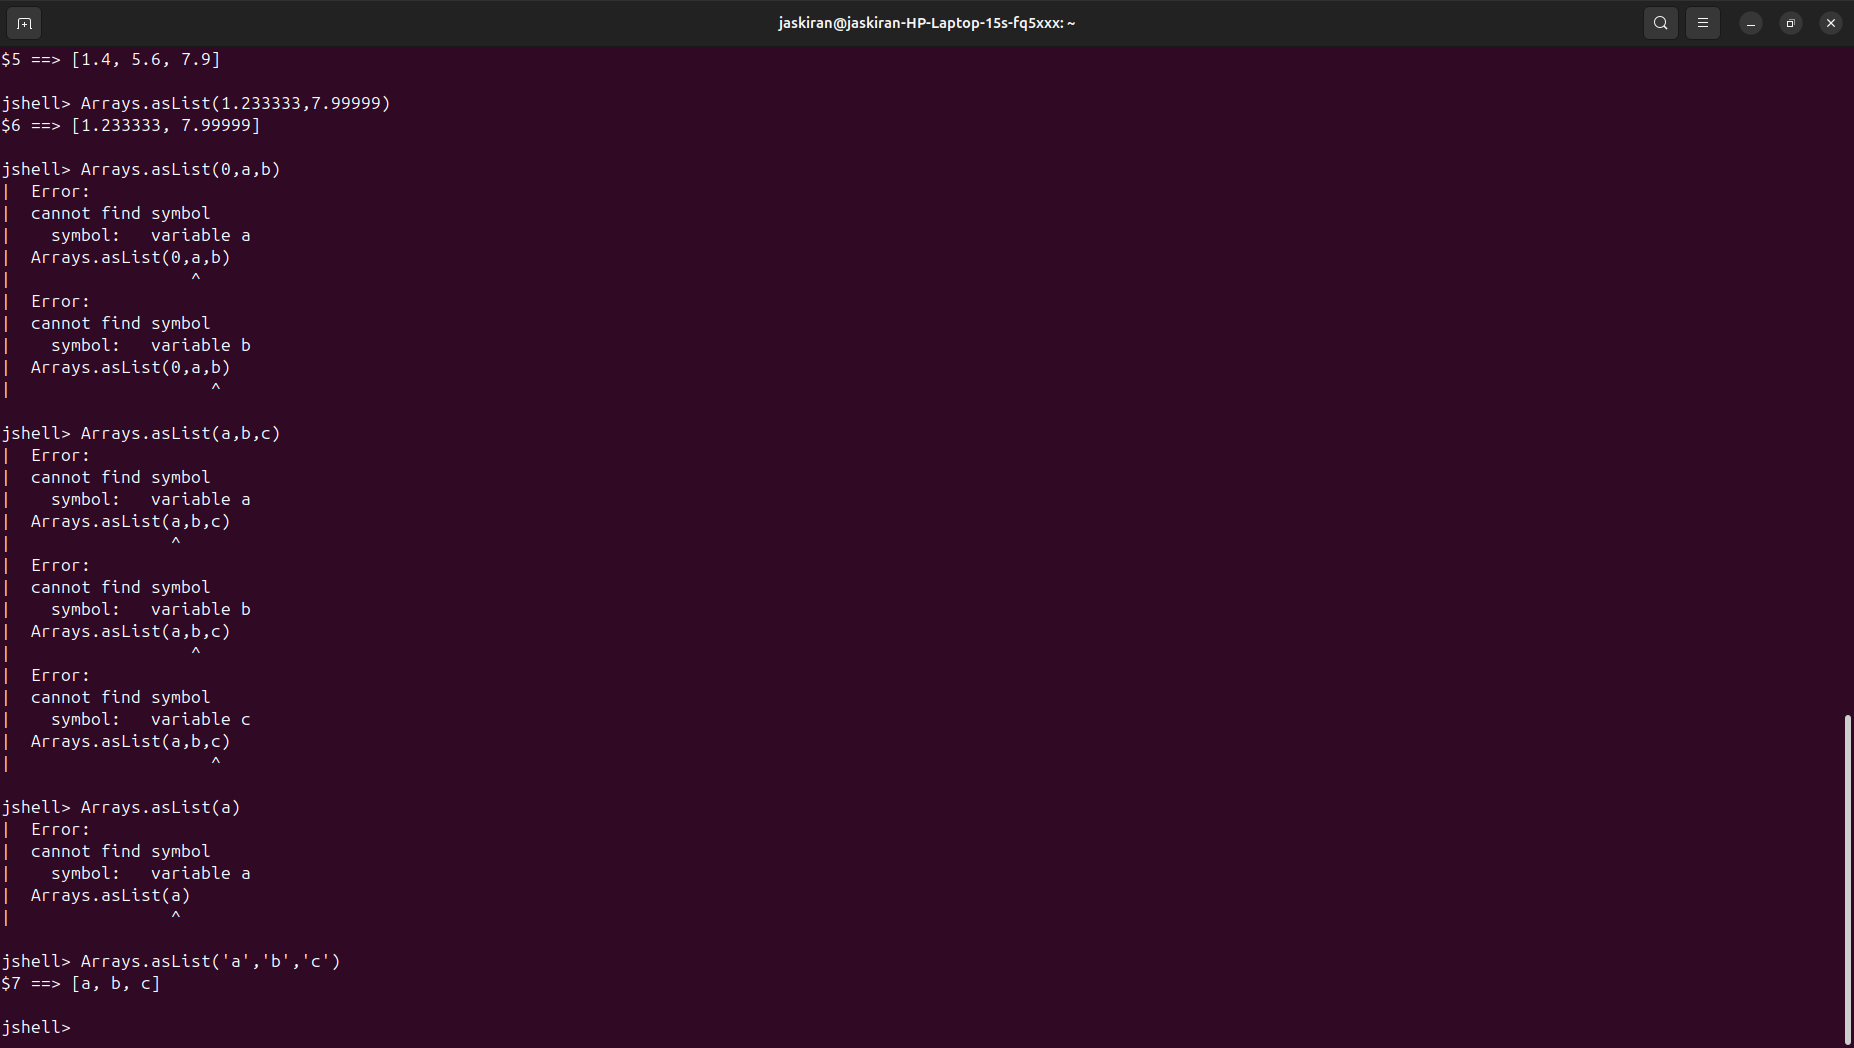 jaskiran@jaskiran-HP-Laptop-15s-fq5xxx: ~
$5 ==> [1.4, 5.6, 7.9]
jshell> Arrays.asList(1.233333,7.99999)
$6 ==> [1.233333, 7.99999]
jshell> Arrays.asList(0,a,b)
|  Error:
|  cannot find symbol
|    symbol:   variable a
|  Arrays.asList(0,a,b)
|                  ^
|  Error:
|  cannot find symbol
|    symbol:   variable b
|  Arrays.asList(0,a,b)
|                    ^
jshell> Arrays.asList(a,b,c)
|  Error:
|  cannot find symbol
|    symbol:   variable a
|  Arrays.asList(a,b,c)
|                ^
|  Error:
|  cannot find symbol
|    symbol:   variable b
|  Arrays.asList(a,b,c)
|                  ^
|  Error:
|  cannot find symbol
|    symbol:   variable c
|  Arrays.asList(a,b,c)
|                    ^
jshell> Arrays.asList(a)
|  Error:
|  cannot find symbol
|    symbol:   variable a
|  Arrays.asList(a)
|                ^
jshell> Arrays.asList('a','b','c')
$7 ==> [a, b, c]
jshell>